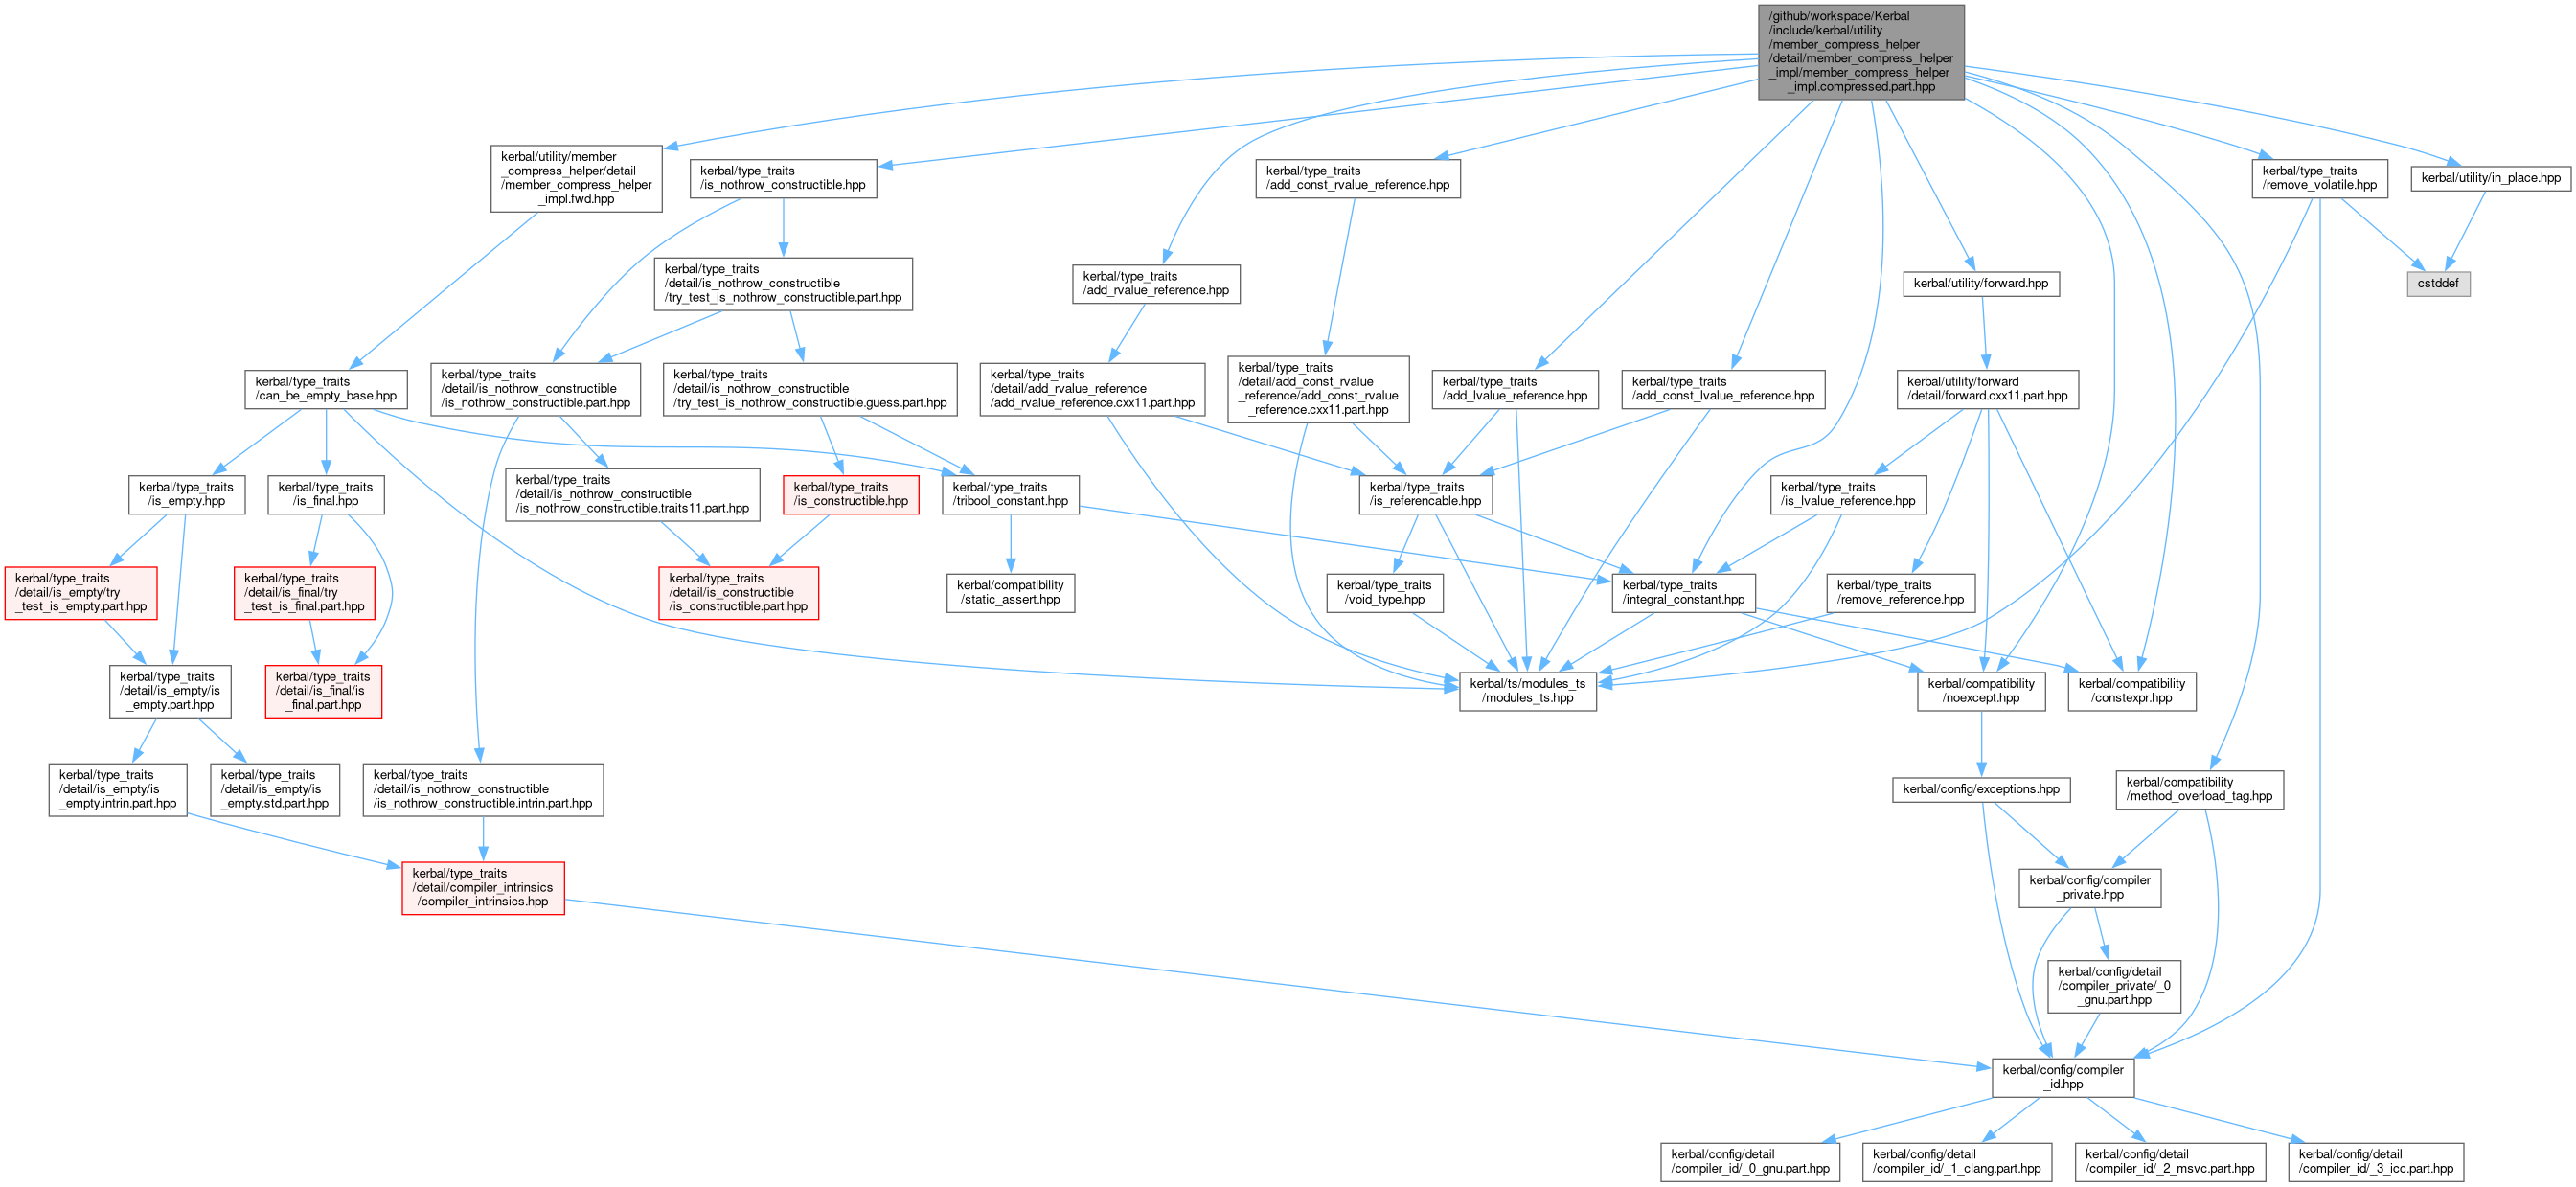 /github/workspace/Kerbal
/include/kerbal/utility
/member_compress_helper
/detail/member_compress_helper
_impl/member_compress_helper
_impl.compressed.part.hpp
kerbal/utility/member
_compress_helper/detail
/member_compress_helper
_impl.fwd.hpp
kerbal/type_traits
/is_nothrow_constructible.hpp
kerbal/type_traits
/add_const_rvalue_reference.hpp
kerbal/type_traits
/remove_volatile.hpp
kerbal/utility/in_place.hpp
kerbal/type_traits
/detail/is_nothrow_constructible
/try_test_is_nothrow_constructible.part.hpp
kerbal/type_traits
/add_rvalue_reference.hpp
kerbal/utility/forward.hpp
cstddef
kerbal/type_traits
/can_be_empty_base.hpp
kerbal/type_traits
/detail/is_nothrow_constructible
/is_nothrow_constructible.part.hpp
kerbal/type_traits
/detail/is_nothrow_constructible
/try_test_is_nothrow_constructible.guess.part.hpp
kerbal/type_traits
/detail/add_rvalue_reference
/add_rvalue_reference.cxx11.part.hpp
kerbal/type_traits
/detail/add_const_rvalue
_reference/add_const_rvalue
_reference.cxx11.part.hpp
kerbal/type_traits
/add_lvalue_reference.hpp
kerbal/type_traits
/add_const_lvalue_reference.hpp
kerbal/utility/forward
/detail/forward.cxx11.part.hpp
kerbal/type_traits
/is_empty.hpp
kerbal/type_traits
/is_final.hpp
kerbal/type_traits
/detail/is_nothrow_constructible
/is_nothrow_constructible.traits11.part.hpp
kerbal/type_traits
/is_constructible.hpp
kerbal/type_traits
/tribool_constant.hpp
kerbal/type_traits
/is_referencable.hpp
kerbal/type_traits
/is_lvalue_reference.hpp
kerbal/type_traits
/detail/is_empty/try
_test_is_empty.part.hpp
kerbal/type_traits
/detail/is_final/try
_test_is_final.part.hpp
kerbal/type_traits
/detail/is_constructible
/is_constructible.part.hpp
kerbal/compatibility
/static_assert.hpp
kerbal/type_traits
/void_type.hpp
kerbal/type_traits
/integral_constant.hpp
kerbal/type_traits
/remove_reference.hpp
kerbal/type_traits
/detail/is_empty/is
_empty.part.hpp
kerbal/type_traits
/detail/is_final/is
_final.part.hpp
kerbal/ts/modules_ts
/modules_ts.hpp
kerbal/compatibility
/noexcept.hpp
kerbal/compatibility
/constexpr.hpp
kerbal/type_traits
/detail/is_empty/is
_empty.intrin.part.hpp
kerbal/type_traits
/detail/is_empty/is
_empty.std.part.hpp
kerbal/type_traits
/detail/is_nothrow_constructible
/is_nothrow_constructible.intrin.part.hpp
kerbal/config/exceptions.hpp
kerbal/compatibility
/method_overload_tag.hpp
kerbal/type_traits
/detail/compiler_intrinsics
/compiler_intrinsics.hpp
kerbal/config/compiler
_private.hpp
kerbal/config/detail
/compiler_private/_0
_gnu.part.hpp
kerbal/config/compiler
_id.hpp
kerbal/config/detail
/compiler_id/_0_gnu.part.hpp
kerbal/config/detail
/compiler_id/_1_clang.part.hpp
kerbal/config/detail
/compiler_id/_2_msvc.part.hpp
kerbal/config/detail
/compiler_id/_3_icc.part.hpp